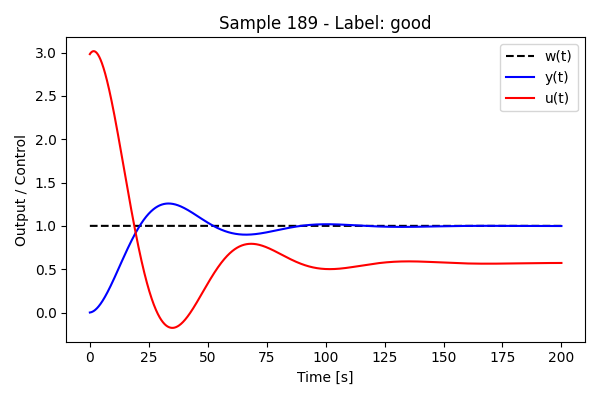 Sample 189 - Label: good
w(t)
y(t)
u(t)
Output / Control
3.0
2.5
2.0
1.5
1.0
0.5
0.0
0 25 50 75 100 125 150 175 200
Time [s]